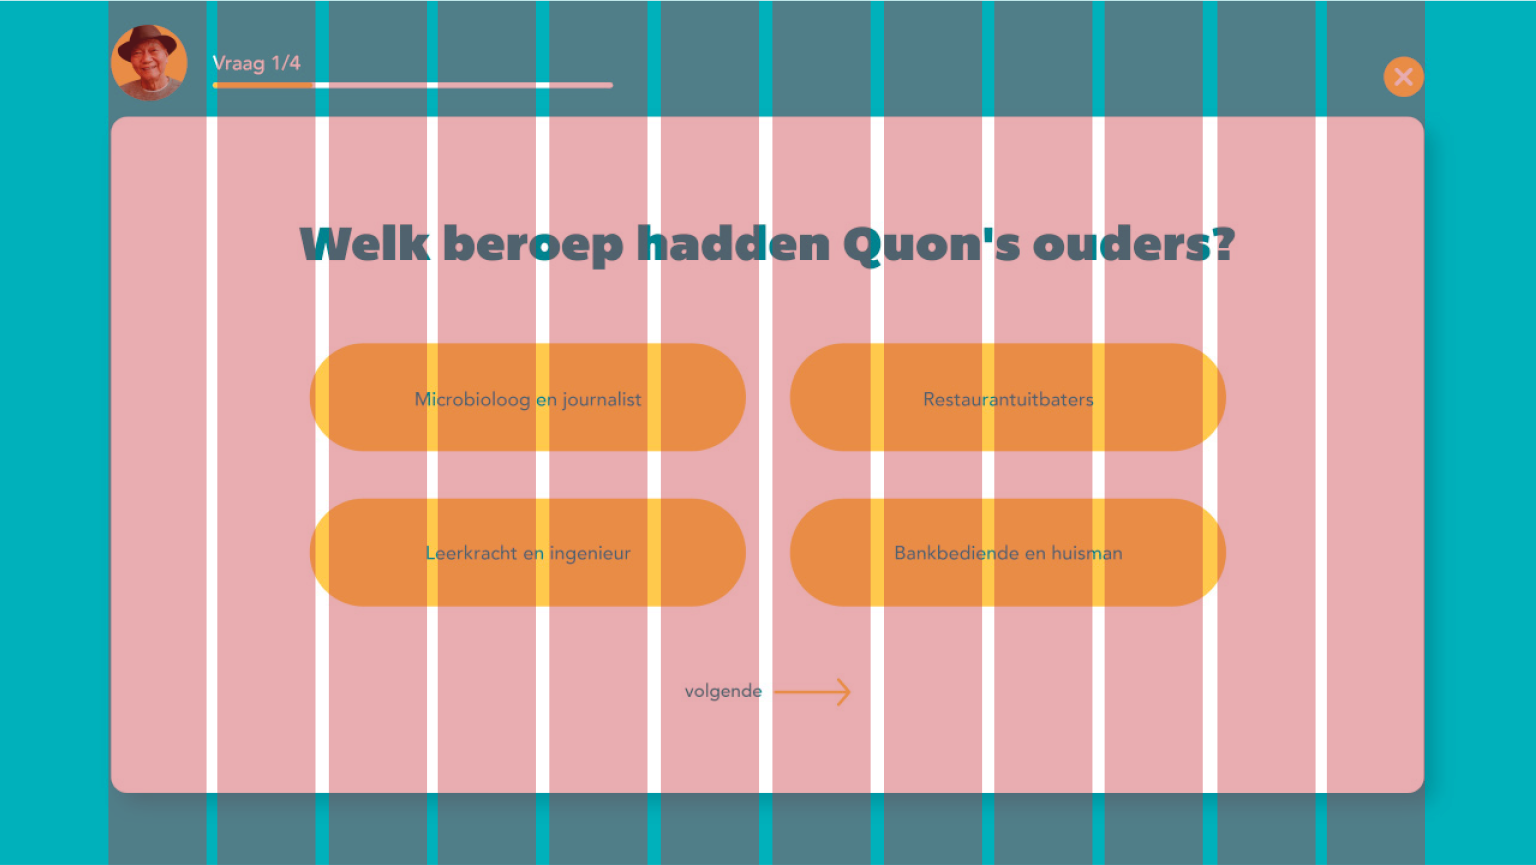 Vraag 1/4
Welk beroep hadden Quon's ouders?
Microbioloog en journalist
Restaurantuitbaters
Leerkracht en ingenieur
Bankbediende en huisman
volgende